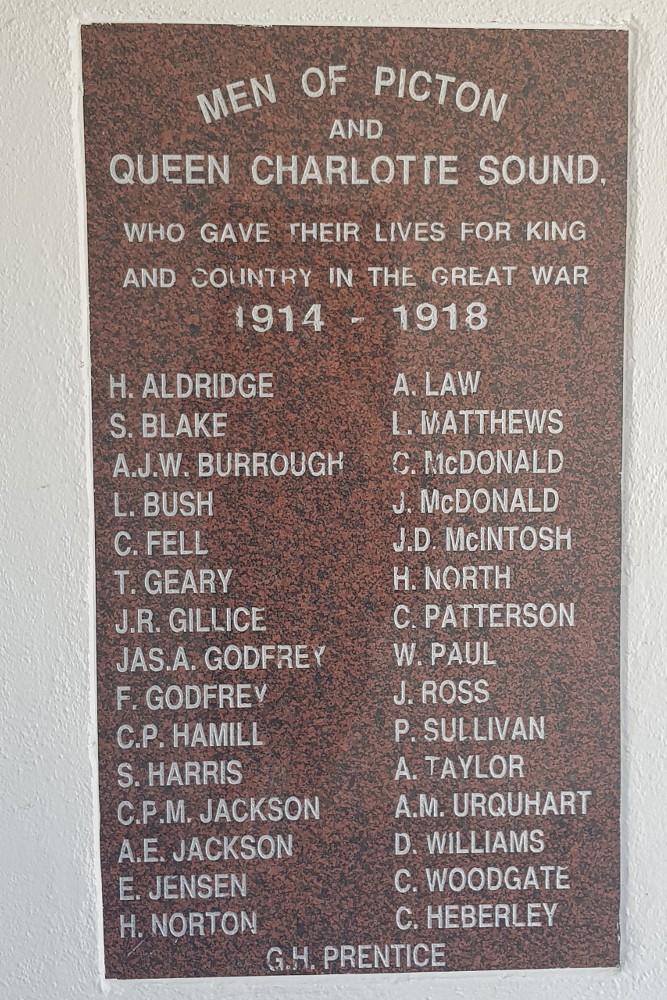 MEN OF PICTON
AND
QUEEN CHARLOTTE SOUND,
WHO GAVE THEIR LIVES FOR KING
AND COUNTRY IN THE GREAT WAR
1914 - 1918
H. ALDRIDGE
S. BLAKE
A.J.W. BURROUGH
L. BUSH
C. FELL
T. GEARY
J.R. GILLICE
JAS.A. GODFREY
F. GODFREY
C.P. HAMILL
S. HARRIS
C.P.M. JACKSON
A.E. JACKSON
E. JENSEN
H. NORTON
A. LAW
L. MATTHEWS
C. McDONALD
J. McDONALD
J.D. McINTOSH
H. NORTH
C. PATTERSON
W. PAUL
J. ROSS
P. SULLIVAN
A. TAYLOR
A.M. URQUHART
D. WILLIAMS
C. WOODGATE
C. HEBERLEY
G.H. PRENTICE